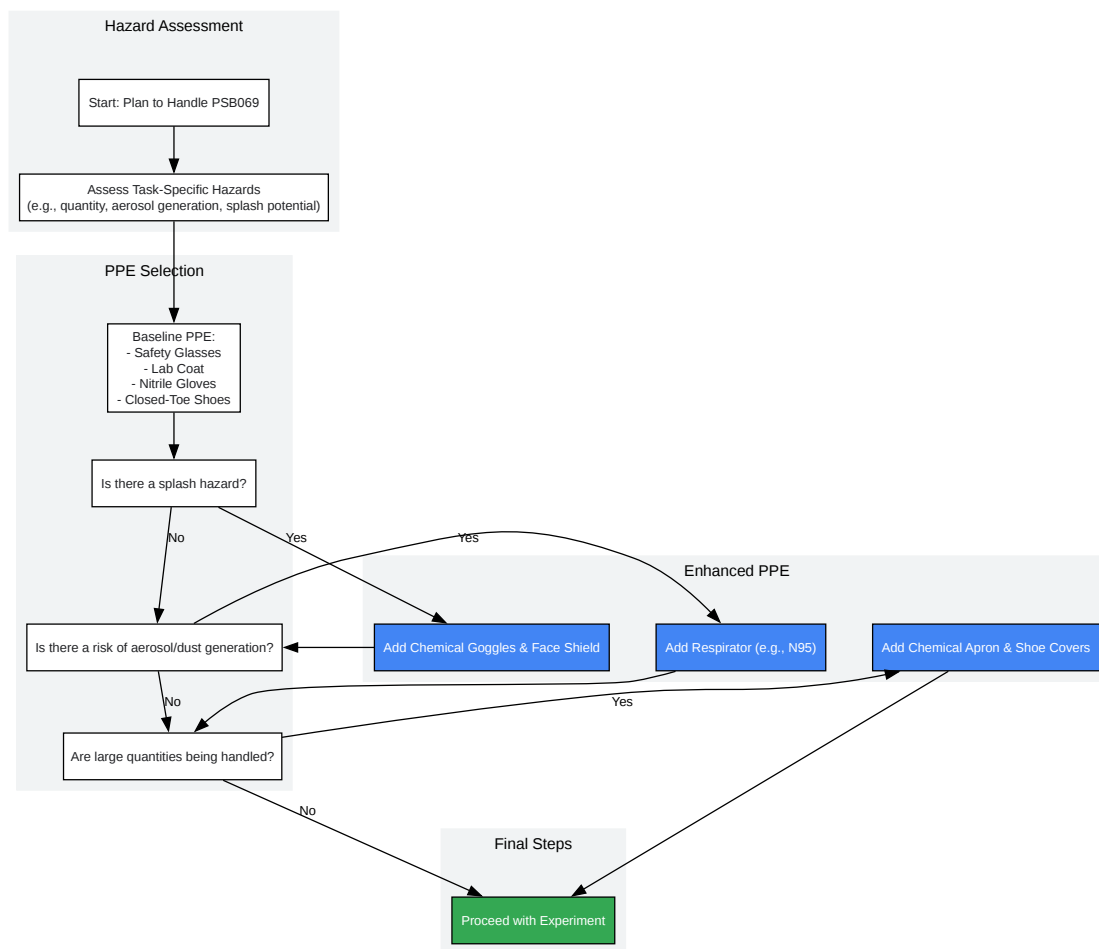 Hazard Assessment
Start: Plan to Handle PSB069
Assess Task-Specific Hazards
(e.g., quantity, aerosol generation, splash potential)
PPE Selection
Baseline PPE:
- Safety Glasses
- Lab Coat
- Nitrile Gloves
- Closed-Toe Shoes
Is there a splash hazard?
No
Yes
Yes
Enhanced PPE
Is there a risk of aerosol/dust generation?
Add Chemical Goggles & Face Shield
Add Respirator (e.g., N95)
Add Chemical Apron & Shoe Covers
No
Yes
Are large quantities being handled?
No
Final Steps
Proceed with Experiment